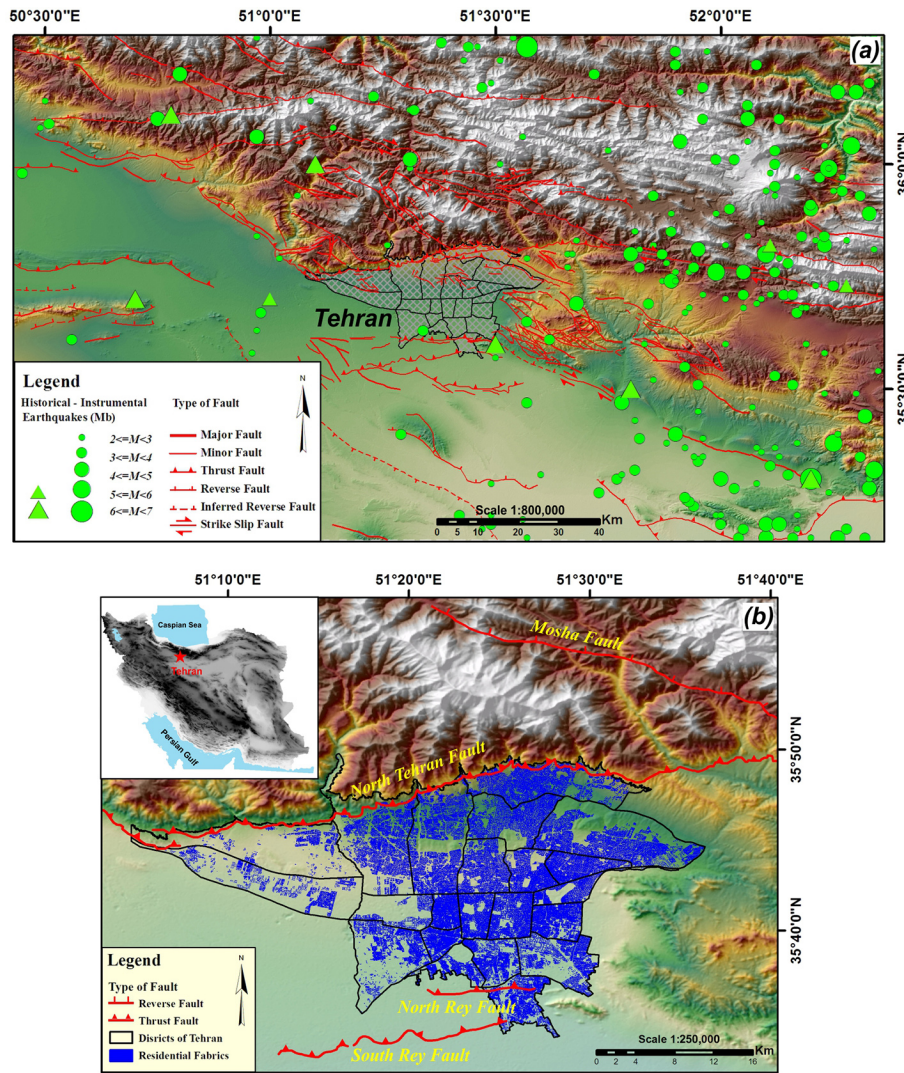 50°30'0"E 51°0'0"E 51°30'0"E 52°0'0"E
(a)
36°0'0"N
Tehran
35°30'0"N
Legend
Historical - Instrumental
Earthquakes (Mb)
2<=M<3
3<=M<4
4<=M<5
5<=M<6
6<=M<7
Type of Fault
Major Fault
Minor Fault
Thrust Fault
Reverse Fault
Inferred Reverse Fault
Strike Slip Fault
N
Scale 1:800,000
0 5 10 20 30 40 Km
51°10'0"E 51°20'0"E 51°30'0"E 51°40'0"E
(b)
Caspian Sea
Tehran
Persian Gulf
Mosha Fault
North Tehran Fault
35°50'0"N
35°40'0"N
North Rey Fault
South Rey Fault
Legend
Type of Fault
Reverse Fault
Thrust Fault
Districts of Tehran
Residential Fabrics
N
Scale 1:250,000
0 2 4 8 12 16 Km